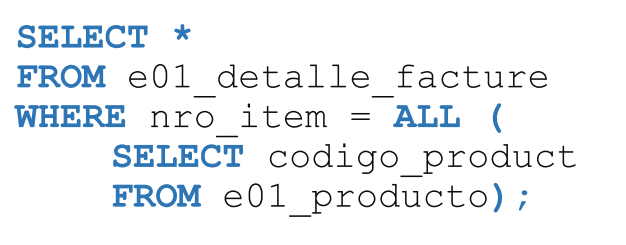 SELECT *
FROM e01_detalle_facture
WHERE nro_item = ALL (
SELECT codigo_product
FROM e01_producto);